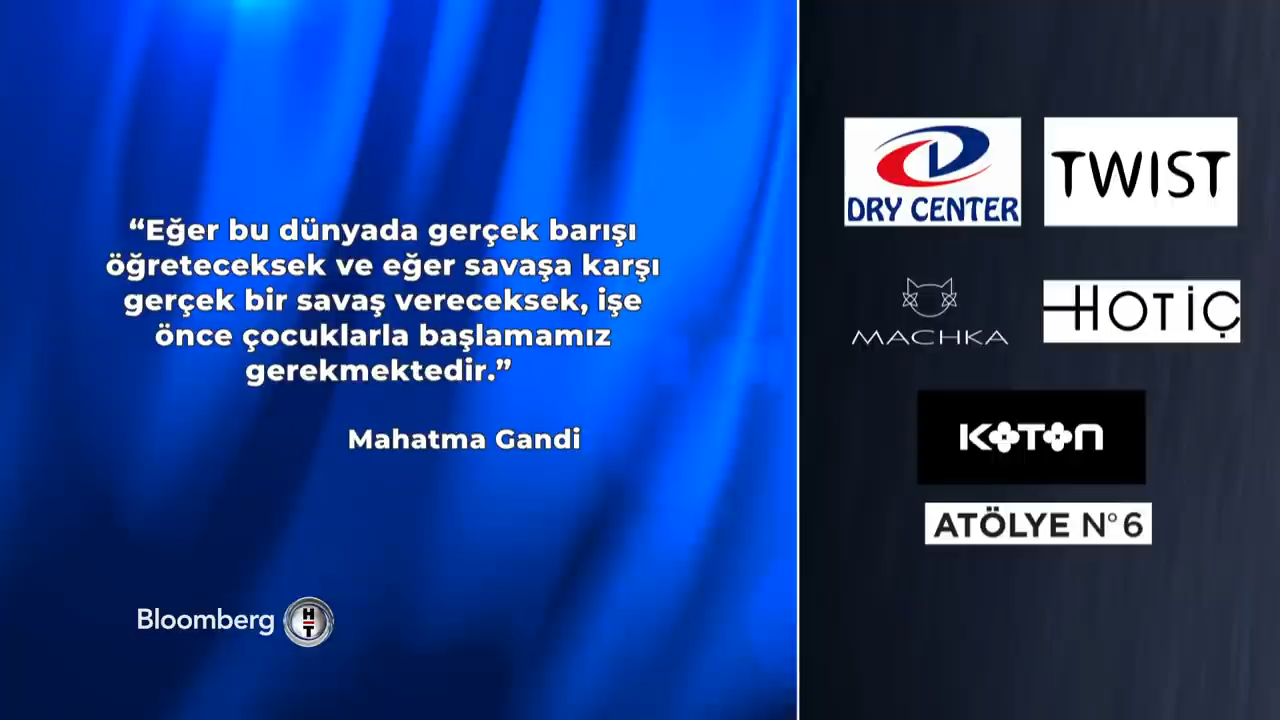 “Eğer bu dünyada gerçek barışı
öğreteceksek ve eğer savaşa karşı
gerçek bir savaş vereceksek, işe
önce çocuklarla başlamamız
gerekmektedir.”
Mahatma Gandi
Bloomberg HT
DRY CENTER
TWIST
MACHKA
HOTİÇ
KOTON
ATÖLYE Nº 6